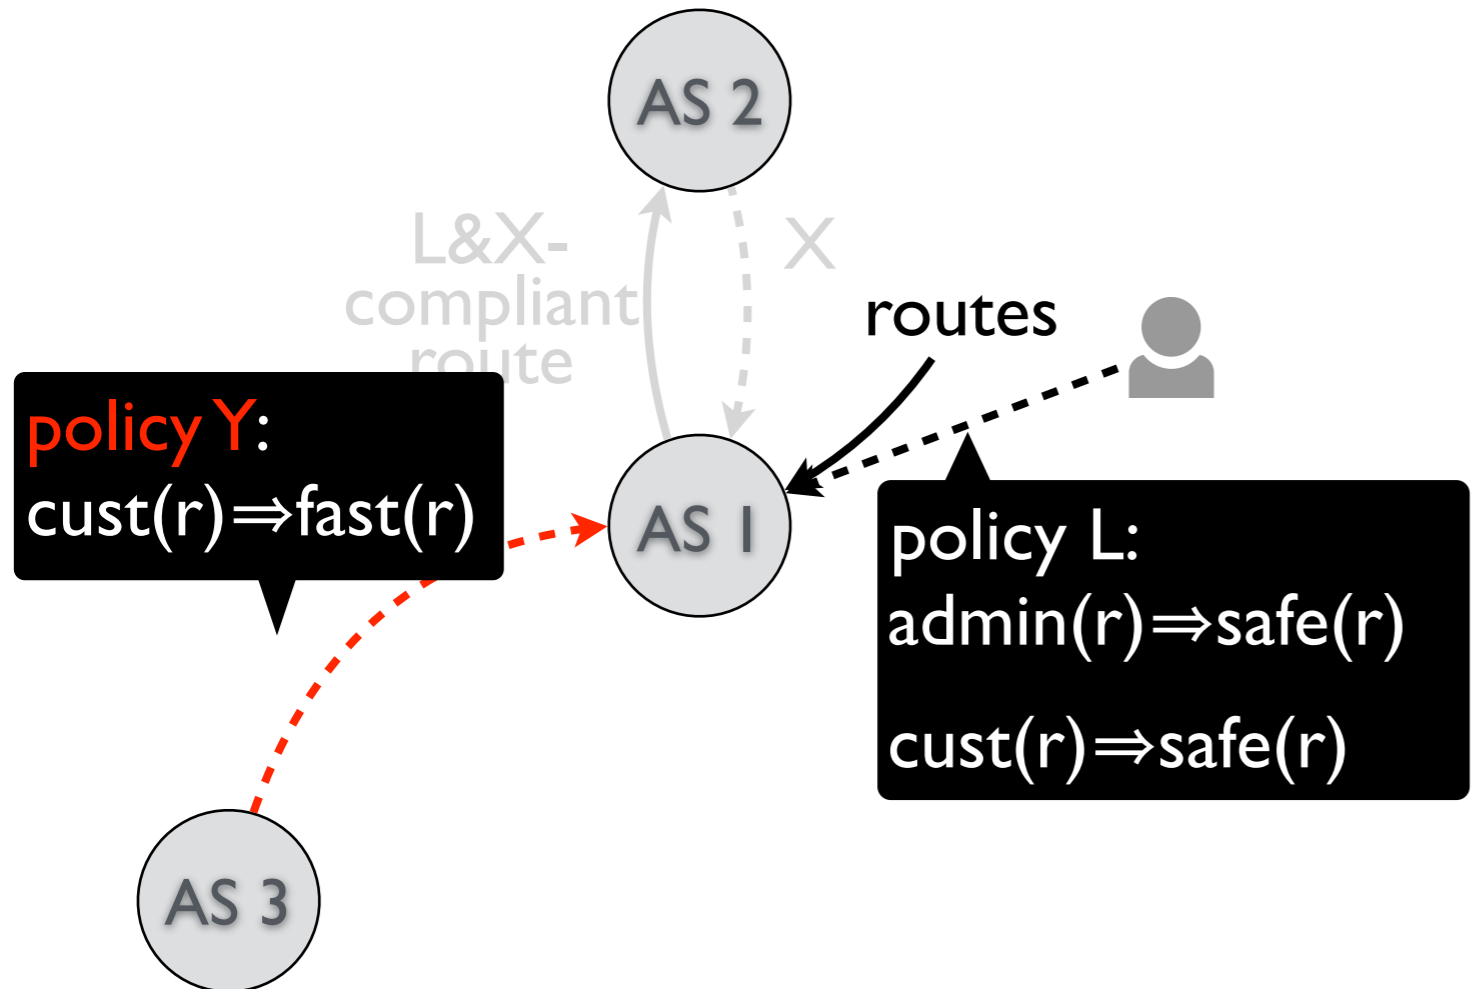 AS 2
L&X-
compliant
route
X
routes
policy Y:
cust(r)⇒fast(r)
AS 1
policy L:
admin(r)⇒safe(r)
cust(r)⇒safe(r)
AS 3